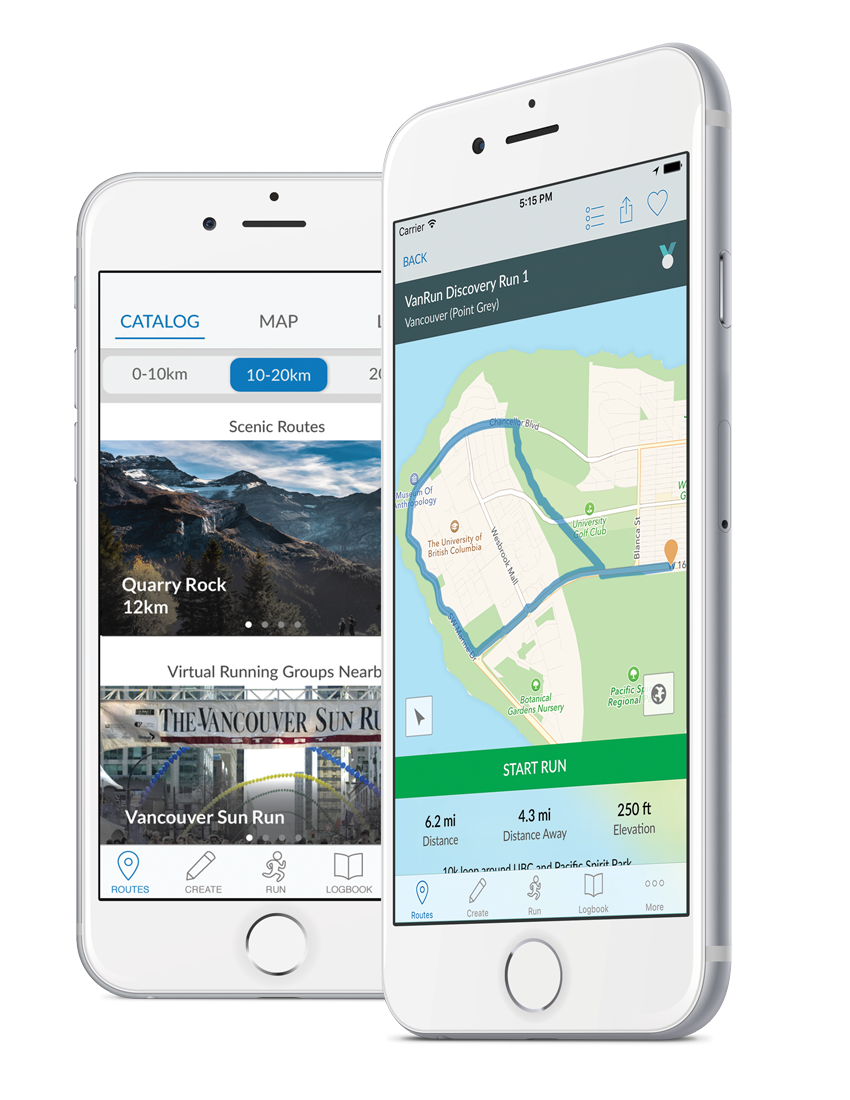 CATALOG
MAP
0-10km
10-20km
Scenic Routes
Quarry Rock
12km
Virtual Running Groups Nearb
THE VANCOUVER SUN RU
START
Vancouver Sun Run
ROUTES
CREATE
RUN
LOGBOOK
Carrier
5:15 PM
BACK
VanRun Discovery Run 1
Vancouver (Point Grey)
Chancellor Blvd
Museum Of
Anthropology
The University of
British Columbia
Wesbrook Mall
University
Golf Club
Blanca St
W 16
SW Marine Dr
Botanical
Gardens Nursery
Pacific Sp
Regional
START RUN
6.2 mi
Distance
4.3 mi
Distance Away
250 ft
Elevation
10k loop around UBC and Pacific Spirit Park
Routes
Create
Run
Logbook
More